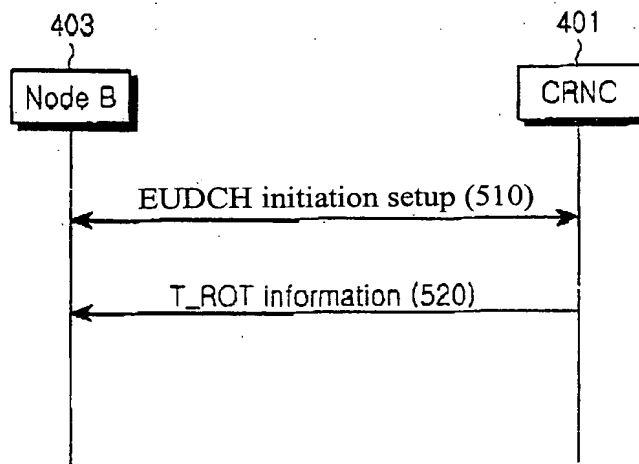 403
401
Node B
CRNC
EUDCH initiation setup (510)
T_ROT information (520)